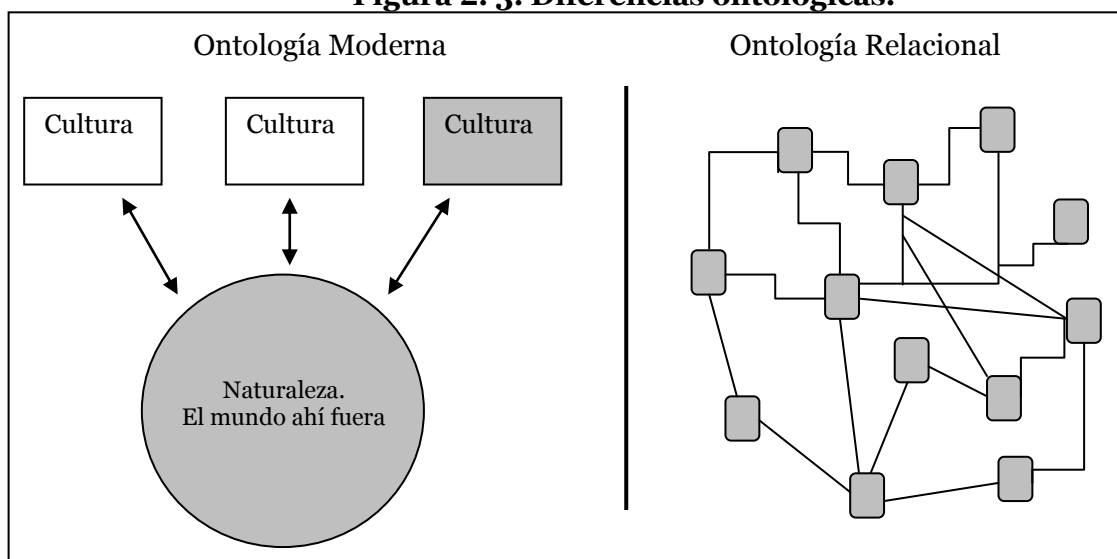 Figura 2. 3. Diferencias ontológicas.
Ontología Moderna
Ontología Relacional
Cultura
Cultura
Cultura
Naturaleza.
El mundo ahí fuera